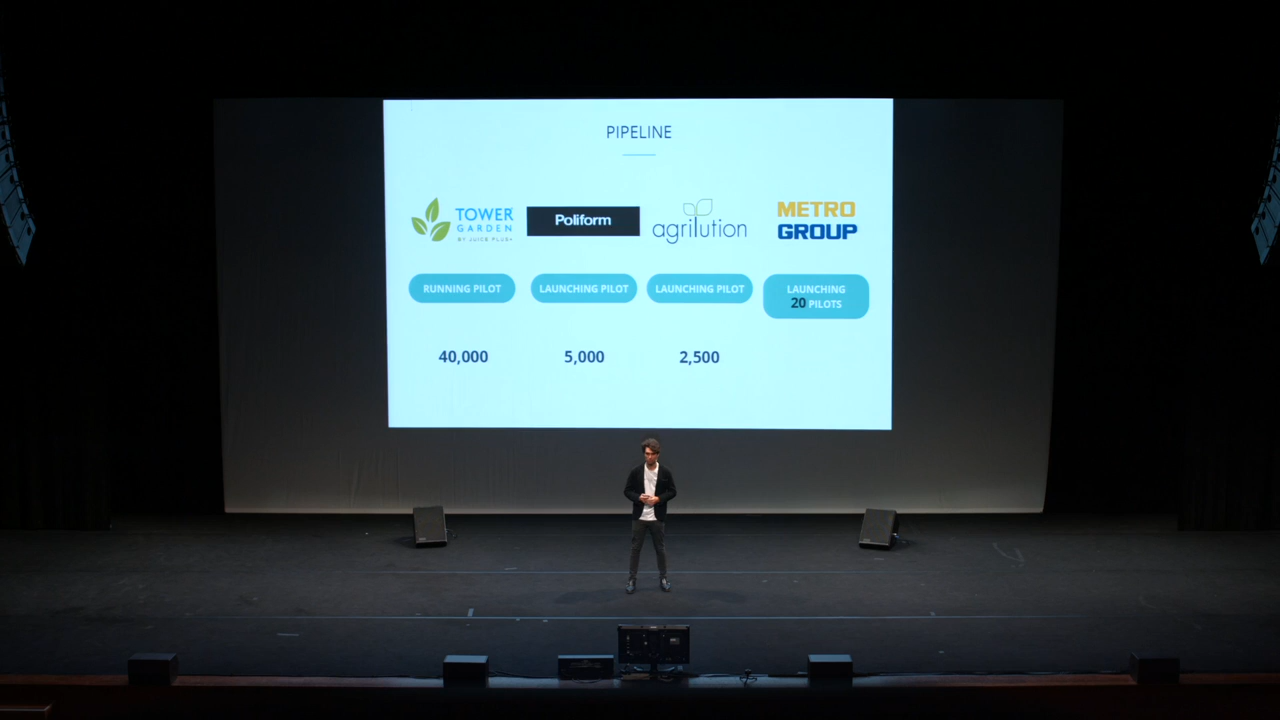 PIPELINE
TOWER
GARDEN
BY JUICE PLUS+
Poliform
agrilution
METRO
GROUP
RUNNING PILOT
LAUNCHING PILOT
LAUNCHING PILOT
LAUNCHING
20 PILOTS
40,000
5,000
2,500